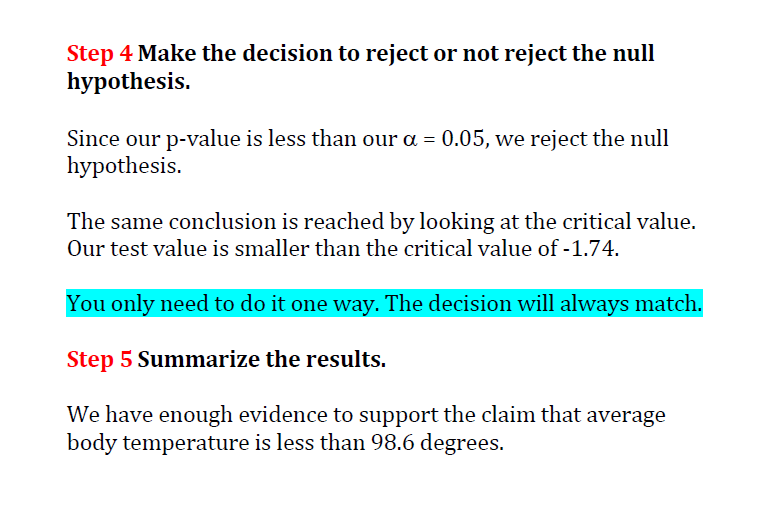 Step 4 Make the decision to reject or not reject the null
hypothesis.
Since our p-value is less than our α = 0.05, we reject the null
hypothesis.
The same conclusion is reached by looking at the critical value.
Our test value is smaller than the critical value of -1.74.
You only need to do it one way. The decision will always match.
Step 5 Summarize the results.
We have enough evidence to support the claim that average
body temperature is less than 98.6 degrees.